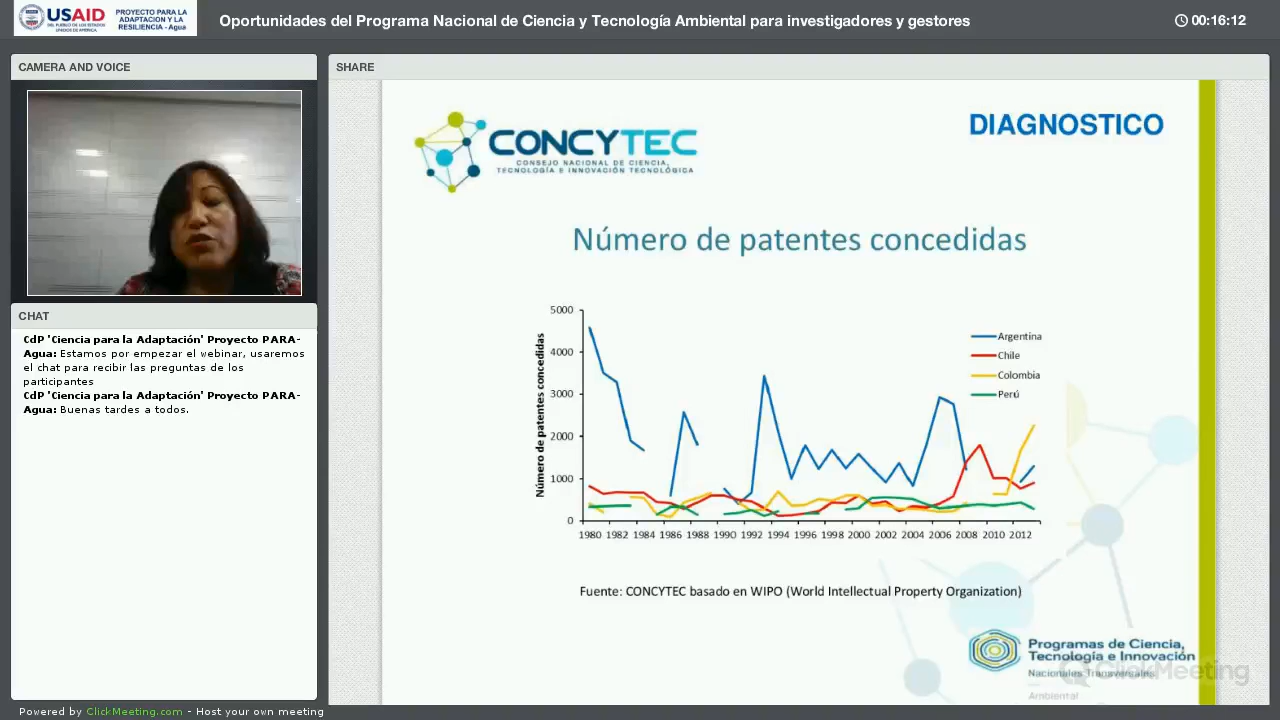 USAID
DEL PUEBLO DE LOS ESTADOS
UNIDOS DE AMÉRICA
PROYECTO PARA LA
ADAPTACIÓN Y LA
RESILIENCIA - Agua
Oportunidades del Programa Nacional de Ciencia y Tecnología Ambiental para investigadores y gestores
00:16:12
CAMERA AND VOICE
SHARE
CONCYTEC
CONSEJO NACIONAL DE CIENCIA,
TECNOLOGÍA E INNOVACIÓN TECNOLÓGICA
DIAGNOSTICO
Número de patentes concedidas
Número de patentes concedidas
5000
4000
3000
2000
1000
0
1980 1982 1984 1986 1988 1990 1992 1994 1996 1998 2000 2002 2004 2006 2008 2010 2012
Argentina
Chile
Colombia
Perú
Fuente: CONCYTEC basado en WIPO (World Intellectual Property Organization)
Programas de Ciencia,
Tecnología e Innovación
Nacionales Transversales
Ambiental
ClickMeeting
CHAT
CdP 'Ciencia para la Adaptación' Proyecto PARA-
Agua: Estamos por empezar el webinar, usaremos
el chat para recibir las preguntas de los
participantes
CdP 'Ciencia para la Adaptación' Proyecto PARA-
Agua: Buenas tardes a todos.
Powered by ClickMeeting.com - Host your own meeting